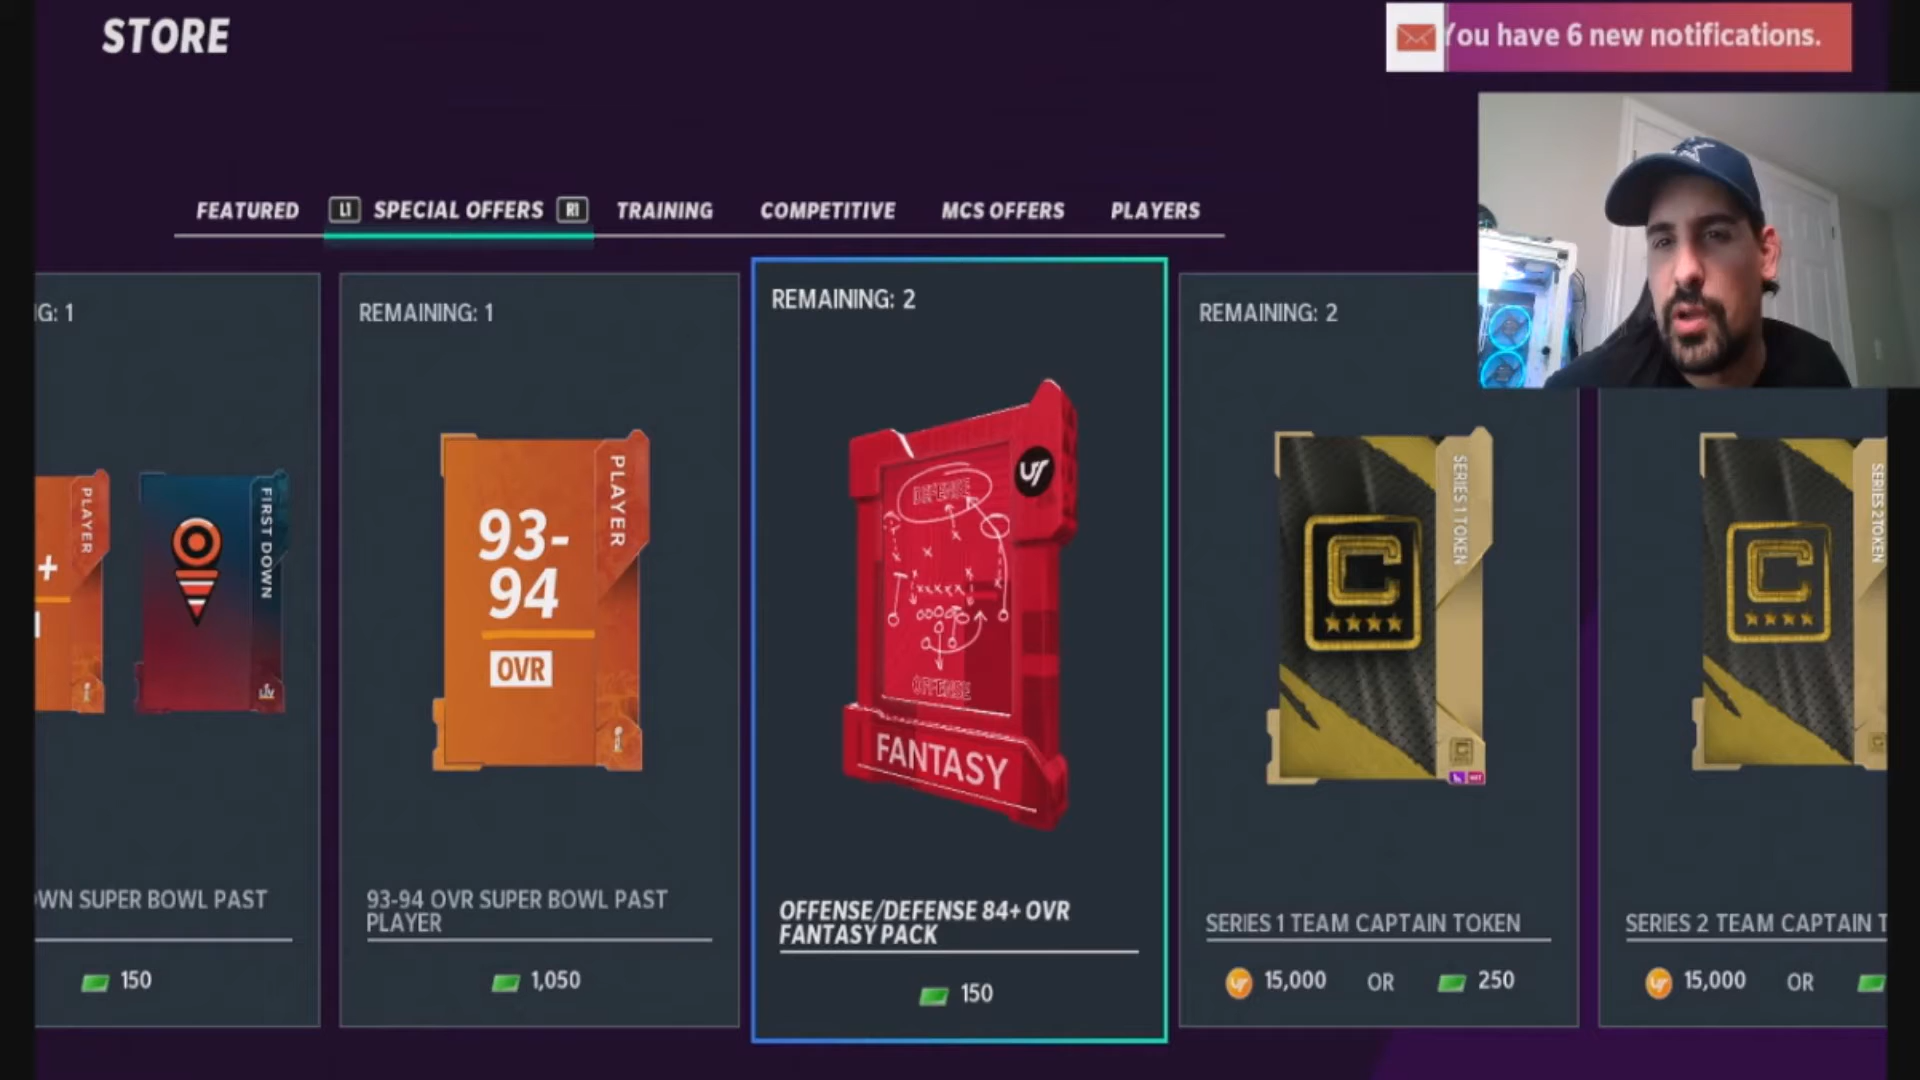 STORE
You have 6 new notifications.
FEATURED
L1
SPECIAL OFFERS
R1
TRAINING
COMPETITIVE
MCS OFFERS
PLAYERS
G: 1
PLAYER
+
FIRST DOWN
LIV
WN SUPER BOWL PAST
150
REMAINING: 1
93-
94
OVR
PLAYER
93-94 OVR SUPER BOWL PAST
PLAYER
1,050
REMAINING: 2
UT
DEFENSE
OFFENSE
FANTASY
OFFENSE/DEFENSE 84+ OVR
FANTASY PACK
150
REMAINING: 2
C
SERIES 1 TOKEN
SERIES 1 TEAM CAPTAIN TOKEN
15,000 OR 250
C
SERIES 2 TOKEN
SERIES 2 TEAM CAPTAIN T
15,000 OR